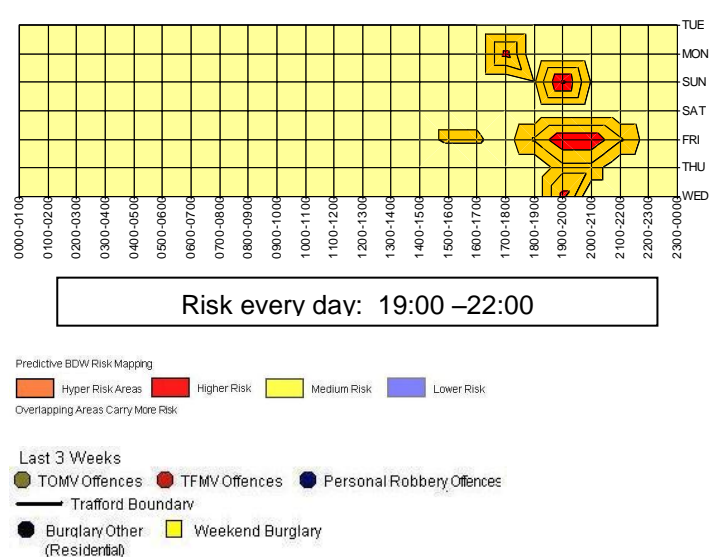 TUE
MON
SUN
SAT
FRI
THU
WED
0000-0100
0100-0200
0200-0300
0300-0400
0400-0500
0500-0600
0600-0700
0700-0800
0800-0900
0900-1000
1000-1100
1100-1200
1200-1300
1300-1400
1400-1500
1500-1600
1600-1700
1700-1800
1800-1900
1900-2000
2000-2100
2100-2200
2200-2300
2300-0000
Risk every day: 19:00 –22:00
Predictive BDW Risk Mapping
Hyper Risk Areas Higher Risk Medium Risk Lower Risk
Overlapping Areas Carry More Risk
Last 3 Weeks
TOMV Offences TFMV Offences Personal Robbery Offences
Trafford Boundary
Burglary Other Weekend Burglary
(Residential)